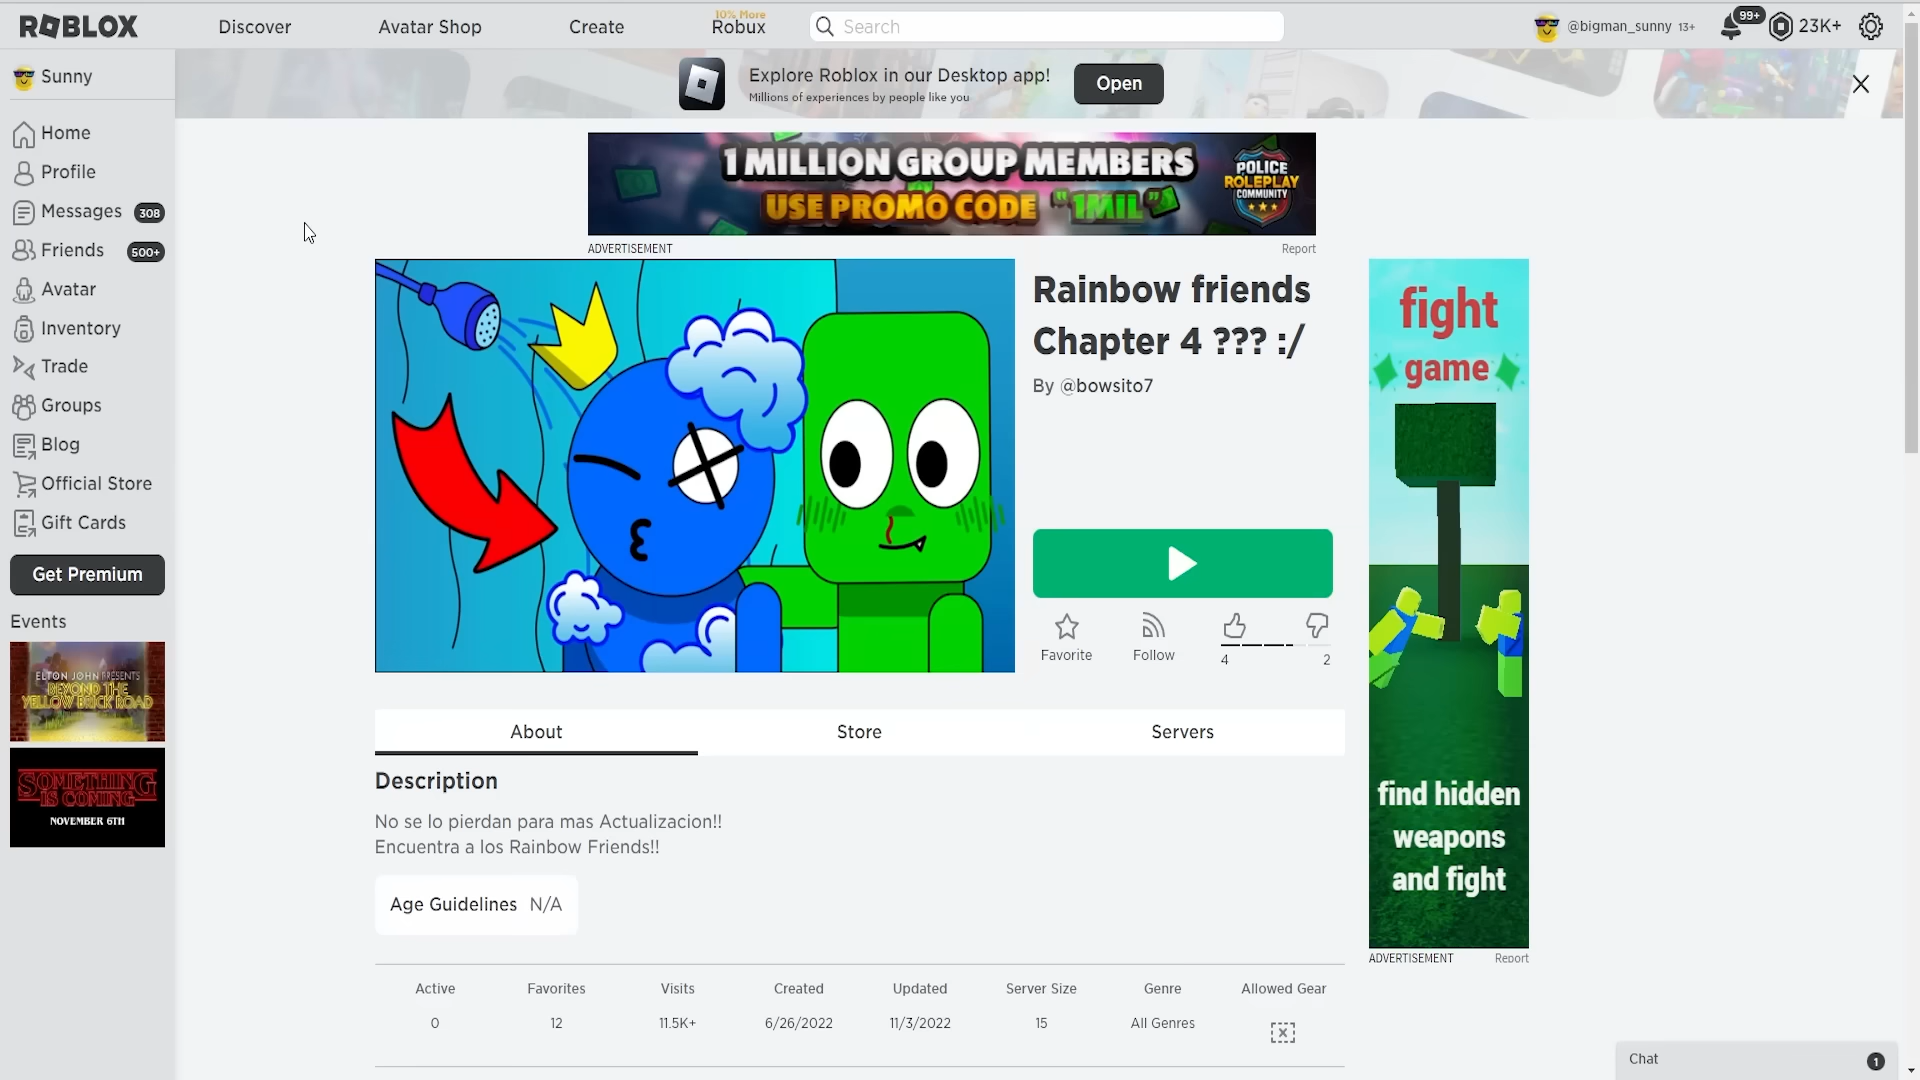 ROBLOX
Discover
Avatar Shop
Create
10% More
Robux
Search
@bigman_sunny 13+
99+
23K+
Sunny
Explore Roblox in our Desktop app!
Millions of experiences by people like you
Open
Home
Profile
Messages 308
Friends 500+
Avatar
Inventory
Trade
Groups
Blog
Official Store
Gift Cards
Get Premium
Events
ELTON JOHN PRESENTS
BEYOND THE
YELLOW BRICK ROAD
SOMETHING
IS COMING
NOVEMBER 6TH
1 MILLION GROUP MEMBERS
USE PROMO CODE "1MIL"
POLICE
ROLEPLAY
COMMUNITY
ADVERTISEMENT
Report
Rainbow friends
Chapter 4 ??? :/
By @bowsito7
Favorite
Follow
4
2
About
Store
Servers
Description
No se lo pierdan para mas Actualizacion!!
Encuentra a los Rainbow Friends!!
Age Guidelines N/A
Active
Favorites
Visits
Created
Updated
Server Size
Genre
Allowed Gear
0
12
11.5K+
6/26/2022
11/3/2022
15
All Genres
fight
game
find hidden
weapons
and fight
ADVERTISEMENT
Report
Chat
1